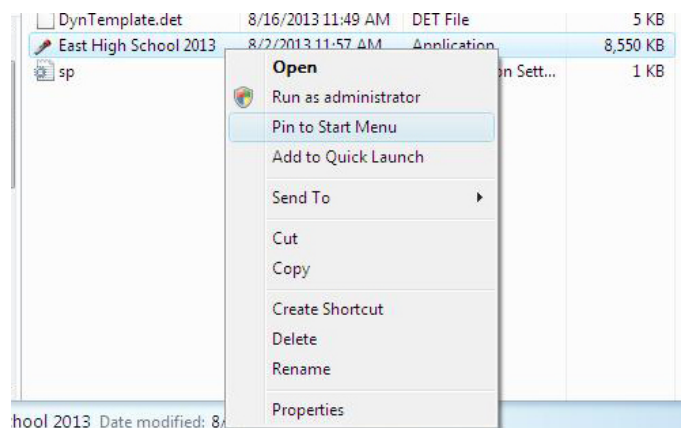 DynTemplate.det 8/16/2013 11:49 AM DET File 5 KB
East High School 2013 8/2/2013 11:57 AM Application 8,550 KB
sp on Sett... 1 KB
Open
Run as administrator
Pin to Start Menu
Add to Quick Launch
Send To
Cut
Copy
Create Shortcut
Delete
Rename
Properties
hool 2013 Date modified: 8/